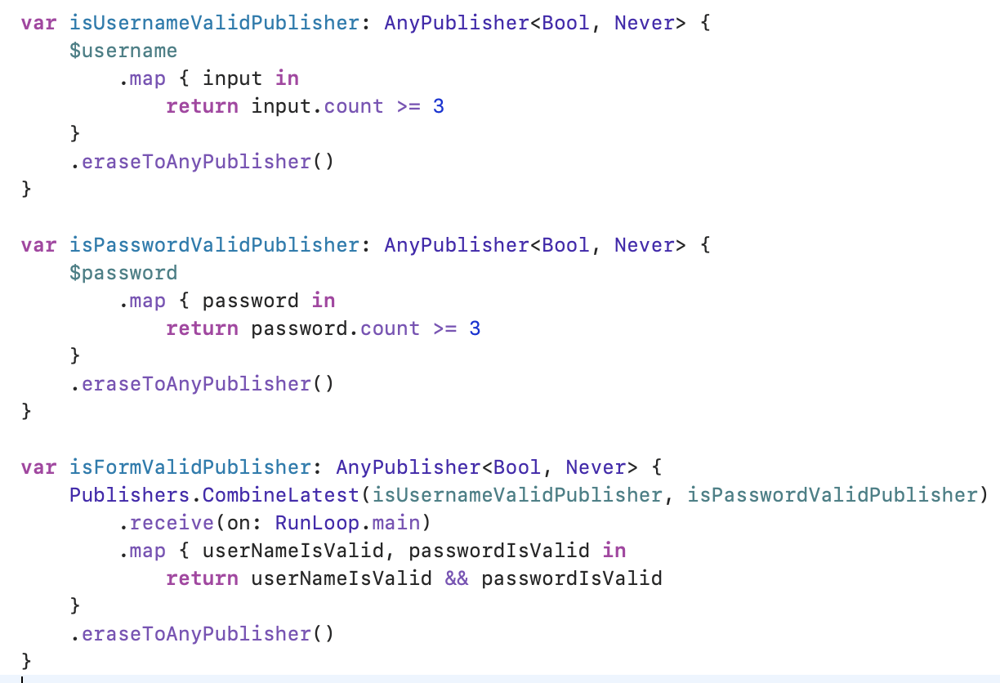 var isUsernameValidPublisher: AnyPublisher<Bool, Never> {
    $username
        .map { input in
            return input.count >= 3
    }
    .eraseToAnyPublisher()
}

var isPasswordValidPublisher: AnyPublisher<Bool, Never> {
    $password
        .map { password in
            return password.count >= 3
    }
    .eraseToAnyPublisher()
}

var isFormValidPublisher: AnyPublisher<Bool, Never> {
    Publishers.CombineLatest(isUsernameValidPublisher, isPasswordValidPublisher)
        .receive(on: RunLoop.main)
        .map { userNameIsValid, passwordIsValid in
            return userNameIsValid && passwordIsValid
    }
    .eraseToAnyPublisher()
}